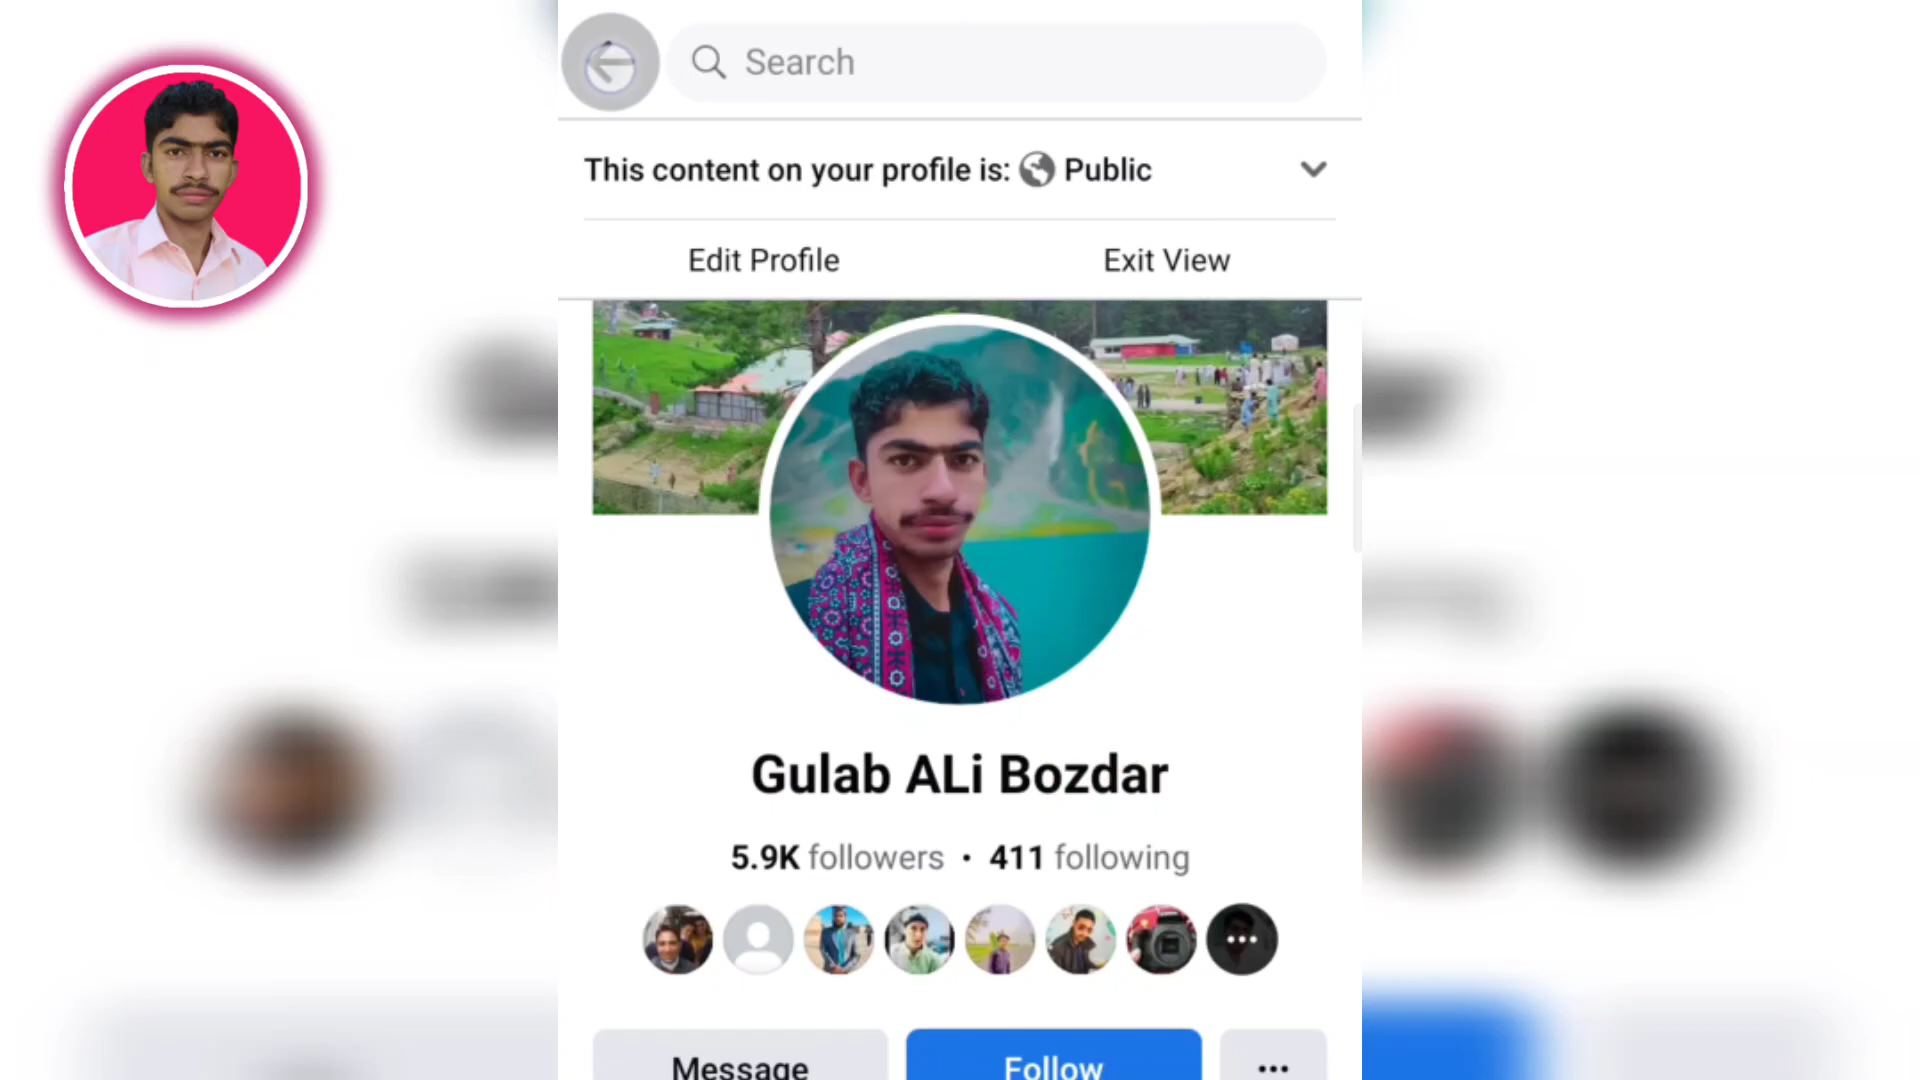 Search
This content on your profile is: Public
Edit Profile
Exit View
Gulab ALi Bozdar
5.9K followers • 411 following
Message
Follow